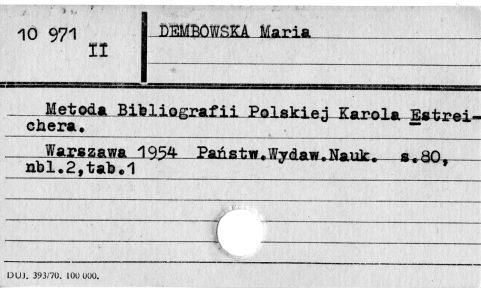 10 971
II
DEMBOWSKA Maria
Metoda Bibliografii Polskiej Karola Estrei-
chera.
Warszawa 1954 Państw.Wydaw.Nauk. s.80,
nbl.2,tab.1
DUJ. 393/70. 100 000.